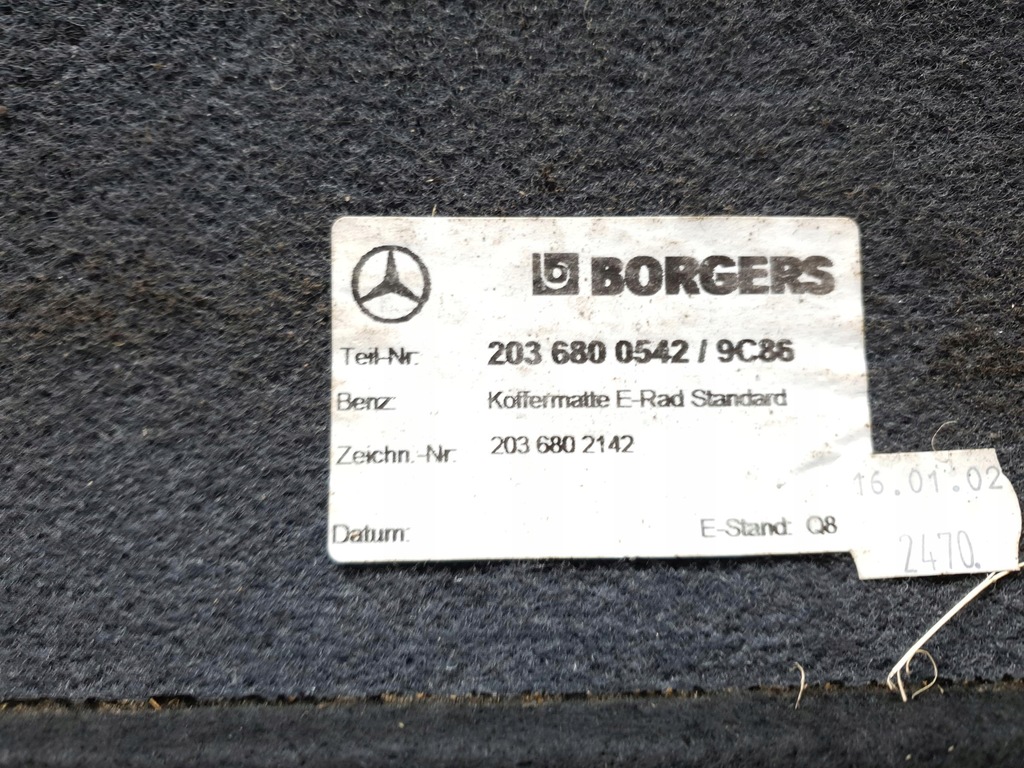 BORGERS
Teil-Nr: 203 680 0542 / 9C86
Benz: Koffermatte E-Rad Standard
Zeichn.-Nr: 203 680 2142
Datum: E-Stand: Q8
16.01.02
2470.